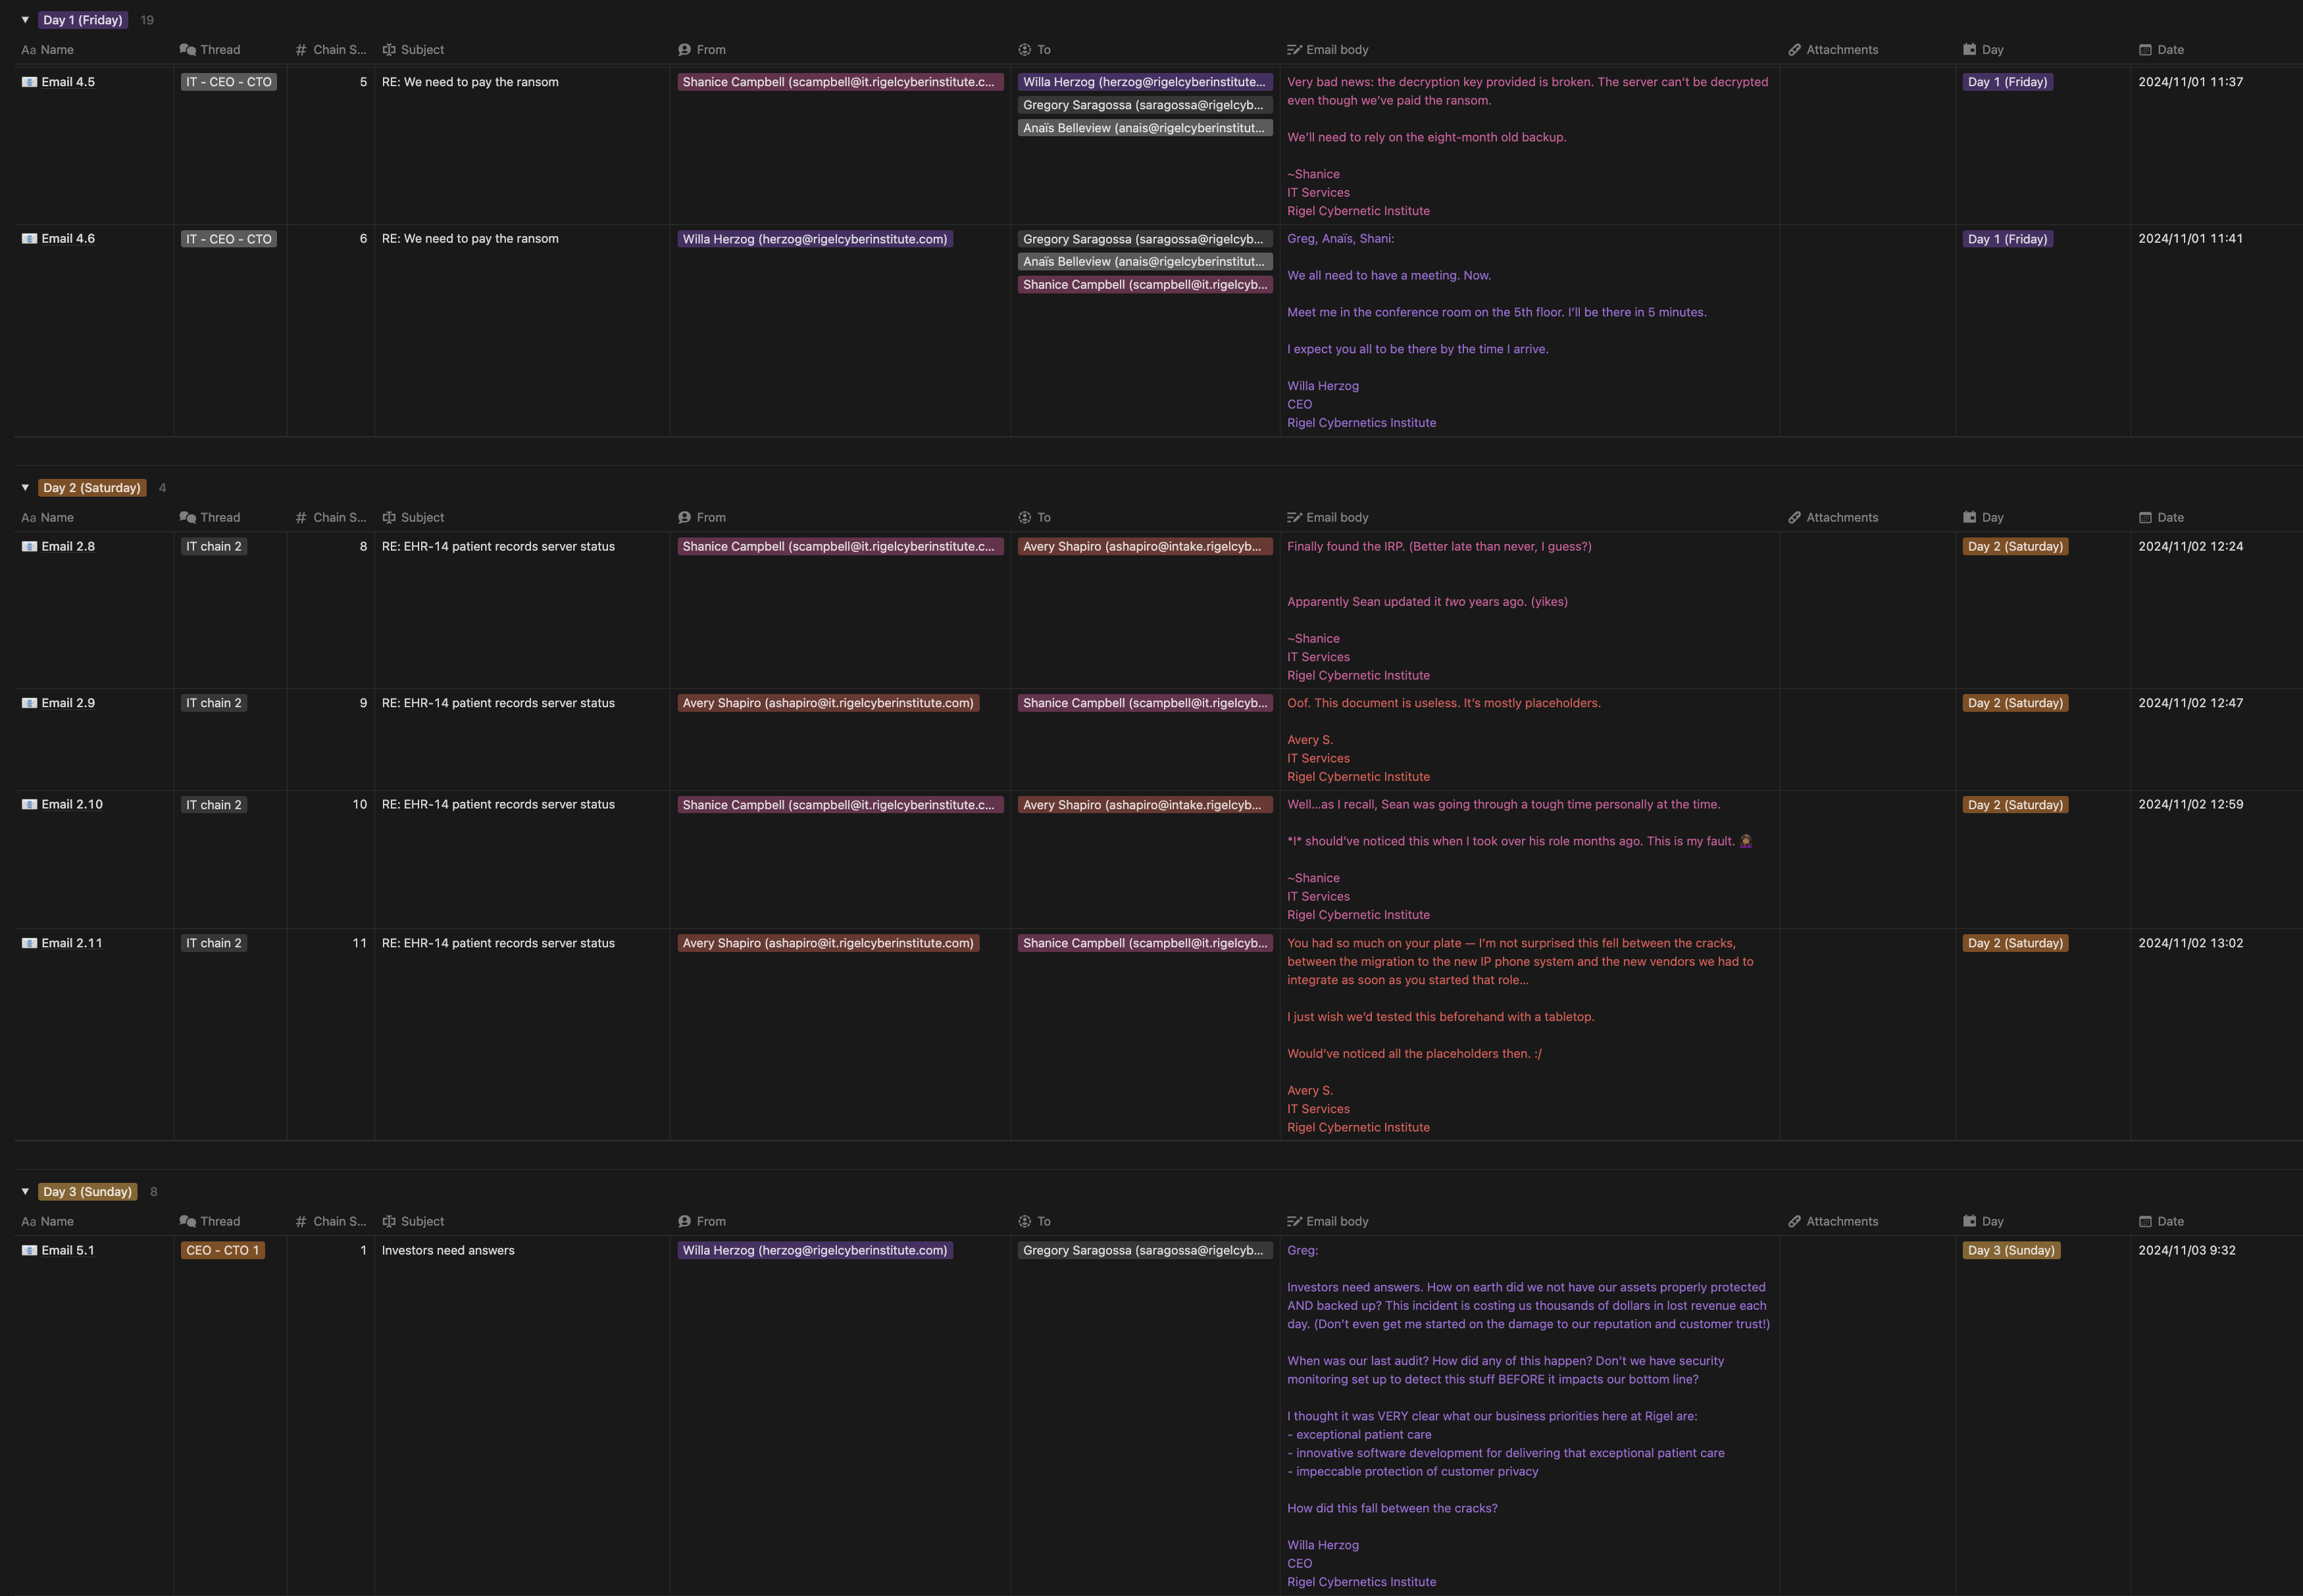 Day 1 (Friday) 19
Aa Name Thread # Chain S... Subject From To Email body Attachments Day Date
Email 4.5 IT - CEO - CTO 5 RE: We need to pay the ransom Shanice Campbell (scampbell@it.rigelcyberinstitute.c... Willa Herzog (herzog@rigelcyberinstitute... Very bad news: the decryption key provided is broken. The server can’t be decrypted Day 1 (Friday) 2024/11/01 11:37
Gregory Saragossa (saragossa@rigelcyb... even though we’ve paid the ransom.
Anaïs Belleview (anais@rigelcyberinstitut...
We’ll need to rely on the eight-month old backup.
~Shanice
IT Services
Rigel Cybernetic Institute
Email 4.6 IT - CEO - CTO 6 RE: We need to pay the ransom Willa Herzog (herzog@rigelcyberinstitute.com) Gregory Saragossa (saragossa@rigelcyb... Greg, Anaïs, Shani: Day 1 (Friday) 2024/11/01 11:41
Anaïs Belleview (anais@rigelcyberinstitut...
We all need to have a meeting. Now.
Shanice Campbell (scampbell@it.rigelcyb...
Meet me in the conference room on the 5th floor. I’ll be there in 5 minutes.
I expect you all to be there by the time I arrive.
Willa Herzog
CEO
Rigel Cybernetics Institute
Day 2 (Saturday) 4
Aa Name Thread # Chain S... Subject From To Email body Attachments Day Date
Email 2.8 IT chain 2 8 RE: EHR-14 patient records server status Shanice Campbell (scampbell@it.rigelcyberinstitute.c... Avery Shapiro (ashapiro@intake.rigelcyb... Finally found the IRP. (Better late than never, I guess?) Day 2 (Saturday) 2024/11/02 12:24
Apparently Sean updated it two years ago. (yikes)
~Shanice
IT Services
Rigel Cybernetic Institute
Email 2.9 IT chain 2 9 RE: EHR-14 patient records server status Avery Shapiro (ashapiro@it.rigelcyberinstitute.com) Shanice Campbell (scampbell@it.rigelcyb... Oof. This document is useless. It’s mostly placeholders. Day 2 (Saturday) 2024/11/02 12:47
Avery S.
IT Services
Rigel Cybernetic Institute
Email 2.10 IT chain 2 10 RE: EHR-14 patient records server status Shanice Campbell (scampbell@it.rigelcyberinstitute.c... Avery Shapiro (ashapiro@intake.rigelcyb... Well...as I recall, Sean was going through a tough time personally at the time. Day 2 (Saturday) 2024/11/02 12:59
*I* should’ve noticed this when I took over his role months ago. This is my fault. 🤦🏾‍♀️
~Shanice
IT Services
Rigel Cybernetic Institute
Email 2.11 IT chain 2 11 RE: EHR-14 patient records server status Avery Shapiro (ashapiro@it.rigelcyberinstitute.com) Shanice Campbell (scampbell@it.rigelcyb... You had so much on your plate — I’m not surprised this fell between the cracks, Day 2 (Saturday) 2024/11/02 13:02
between the migration to the new IP phone system and the new vendors we had to
integrate as soon as you started that role...
I just wish we’d tested this beforehand with a tabletop.
Would’ve noticed all the placeholders then. :/
Avery S.
IT Services
Rigel Cybernetic Institute
Day 3 (Sunday) 8
Aa Name Thread # Chain S... Subject From To Email body Attachments Day Date
Email 5.1 CEO - CTO 1 1 Investors need answers Willa Herzog (herzog@rigelcyberinstitute.com) Gregory Saragossa (saragossa@rigelcyb... Greg: Day 3 (Sunday) 2024/11/03 9:32
Investors need answers. How on earth did we not have our assets properly protected
AND backed up? This incident is costing us thousands of dollars in lost revenue each
day. (Don’t even get me started on the damage to our reputation and customer trust!)
When was our last audit? How did any of this happen? Don’t we have security
monitoring set up to detect this stuff BEFORE it impacts our bottom line?
I thought it was VERY clear what our business priorities here at Rigel are:
- exceptional patient care
- innovative software development for delivering that exceptional patient care
- impeccable protection of customer privacy
How did this fall between the cracks?
Willa Herzog
CEO
Rigel Cybernetics Institute